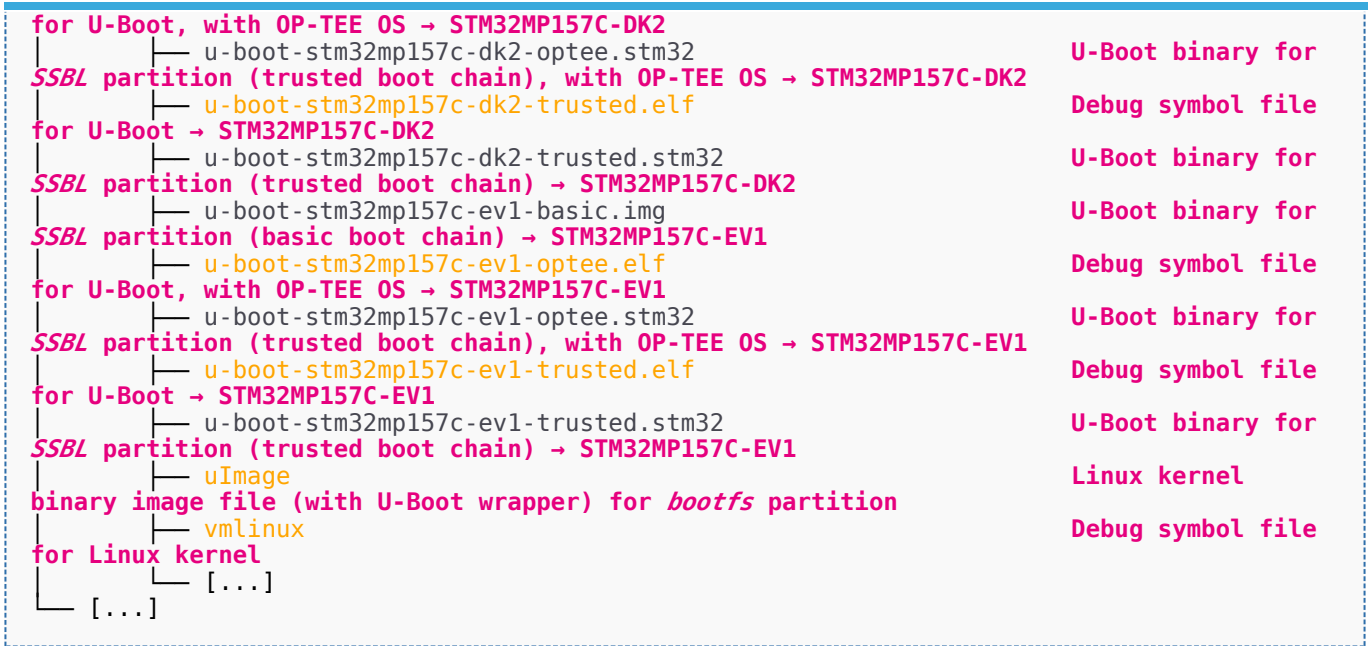 for U-Boot, with OP-TEE OS → STM32MP157C-DK2
│       ├── u-boot-stm32mp157c-dk2-optee.stm32                       U-Boot binary for
SSBL partition (trusted boot chain), with OP-TEE OS → STM32MP157C-DK2
│       ├── u-boot-stm32mp157c-dk2-trusted.elf                       Debug symbol file
for U-Boot → STM32MP157C-DK2
│       ├── u-boot-stm32mp157c-dk2-trusted.stm32                     U-Boot binary for
SSBL partition (trusted boot chain) → STM32MP157C-DK2
│       ├── u-boot-stm32mp157c-ev1-basic.img                         U-Boot binary for
SSBL partition (basic boot chain) → STM32MP157C-EV1
│       ├── u-boot-stm32mp157c-ev1-optee.elf                         Debug symbol file
for U-Boot, with OP-TEE OS → STM32MP157C-EV1
│       ├── u-boot-stm32mp157c-ev1-optee.stm32                       U-Boot binary for
SSBL partition (trusted boot chain), with OP-TEE OS → STM32MP157C-EV1
│       ├── u-boot-stm32mp157c-ev1-trusted.elf                       Debug symbol file
for U-Boot → STM32MP157C-EV1
│       ├── u-boot-stm32mp157c-ev1-trusted.stm32                     U-Boot binary for
SSBL partition (trusted boot chain) → STM32MP157C-EV1
│       ├── uImage                                                   Linux kernel
binary image file (with U-Boot wrapper) for bootfs partition
│       ├── vmlinux                                                  Debug symbol file
for Linux kernel
│       └── [...]
└── [...]